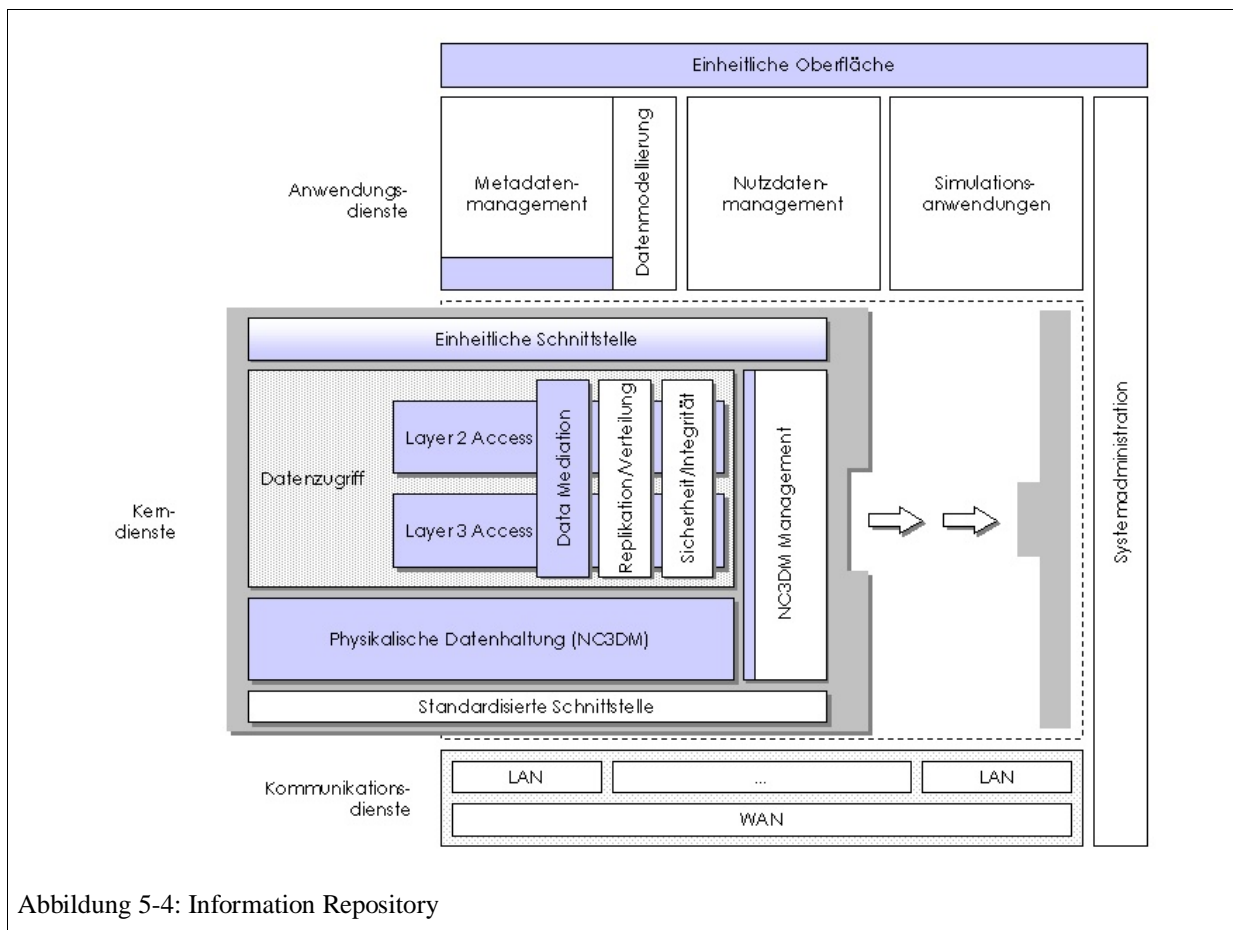 Einheitliche Oberfläche
Anwendungs-
dienste
Metadaten-
management
Datenmodellierung
Nutzdaten-
management
Simulations-
anwendungen
Systemadministration
Kern-
dienste
Einheitliche Schnittstelle
Datenzugriff
Layer 2 Access
Layer 3 Access
Data Mediation
Replikation/Verteilung
Sicherheit/Integrität
NC3DM Management
Physikalische Datenhaltung (NC3DM)
Standardisierte Schnittstelle
Kommunikations-
dienste
LAN
...
LAN
WAN
Abbildung 5-4: Information Repository